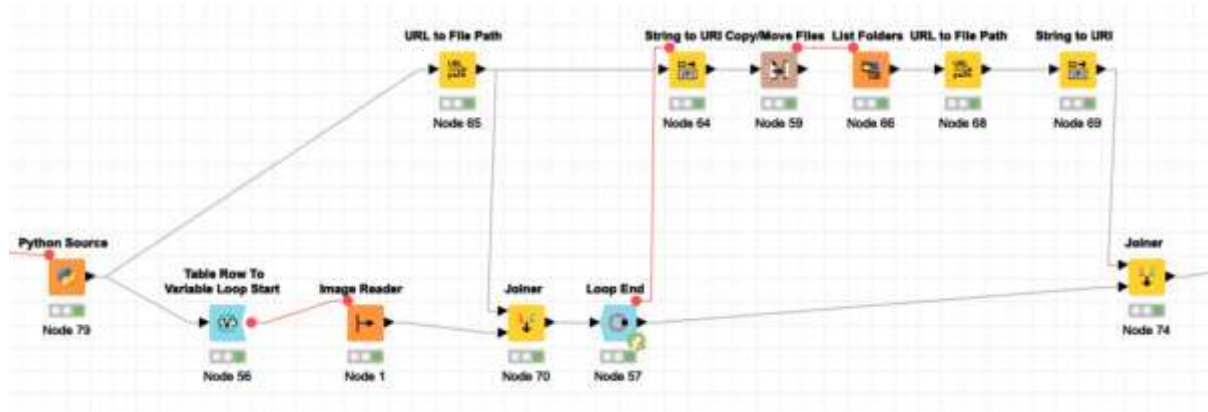 URL to File Path
String to URI
Copy/Move Files
List Folders
URL to File Path
String to URI
Node 65
Node 64
Node 59
Node 66
Node 68
Node 69
Python Source
Node 79
Table Row To
Variable Loop Start
Node 56
Image Reader
Node 1
Joiner
Node 70
Loop End
Node 57
Joiner
Node 74